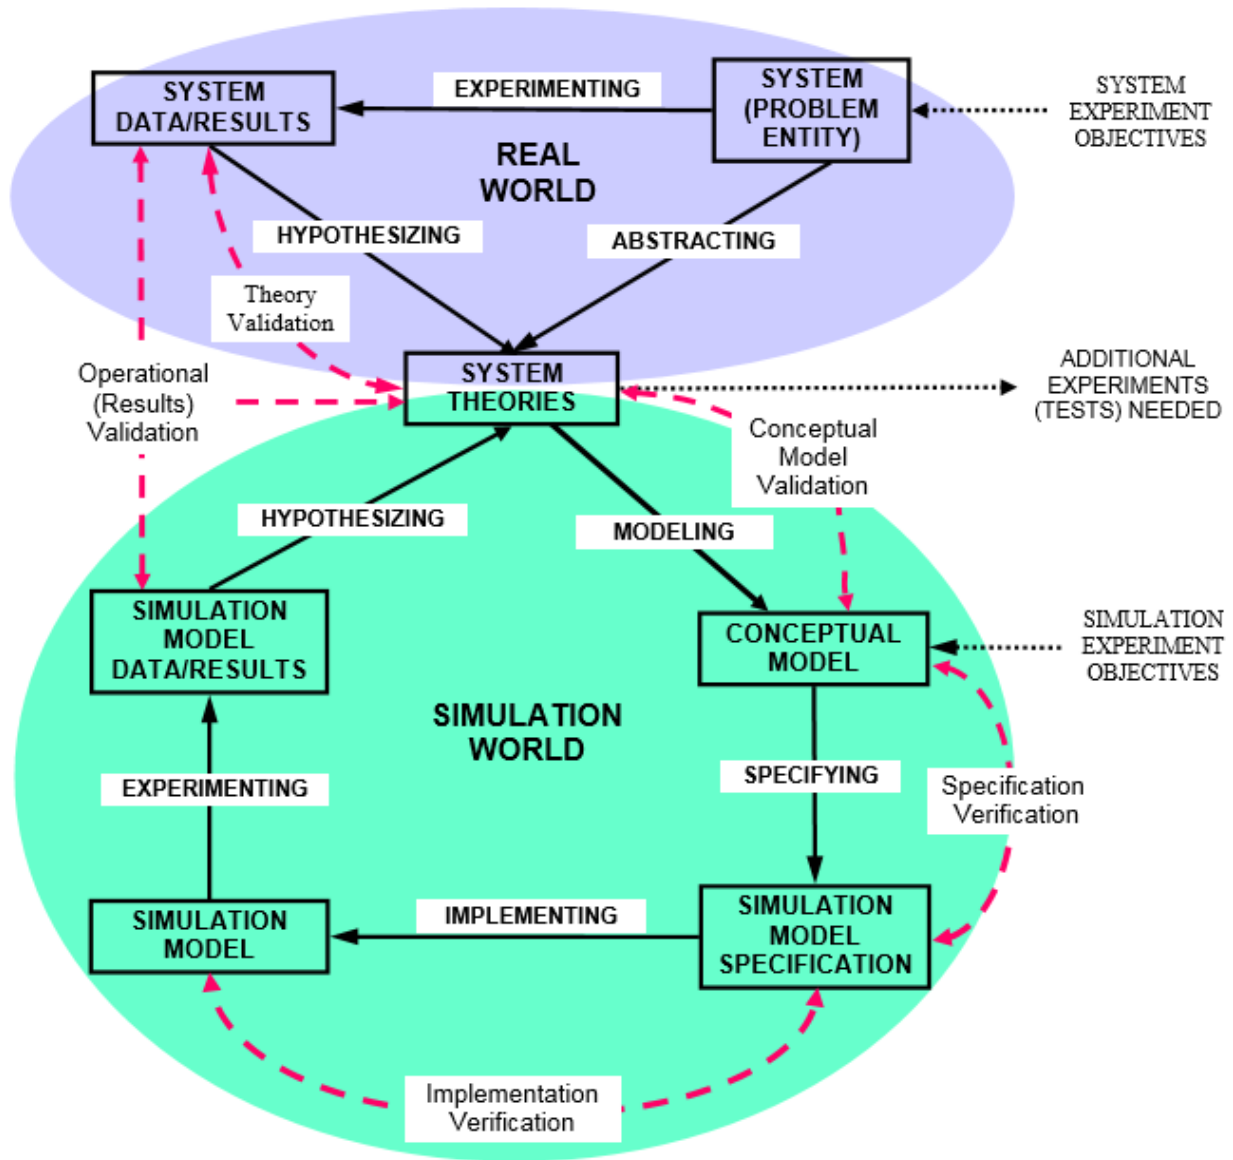 SYSTEM
DATA/RESULTS
EXPERIMENTING
SYSTEM
(PROBLEM
ENTITY)
SYSTEM
EXPERIMENT
OBJECTIVES
REAL
WORLD
HYPOTHESIZING
ABSTRACTING
Theory
Validation
Operational
(Results)
Validation
SYSTEM
THEORIES
ADDITIONAL
EXPERIMENTS
(TESTS) NEEDED
Conceptual
Model
Validation
HYPOTHESIZING
MODELING
SIMULATION
MODEL
DATA/RESULTS
CONCEPTUAL
MODEL
SIMULATION
EXPERIMENT
OBJECTIVES
SIMULATION
WORLD
EXPERIMENTING
SPECIFYING
Specification
Verification
SIMULATION
MODEL
IMPLEMENTING
SIMULATION
MODEL
SPECIFICATION
Implementation
Verification